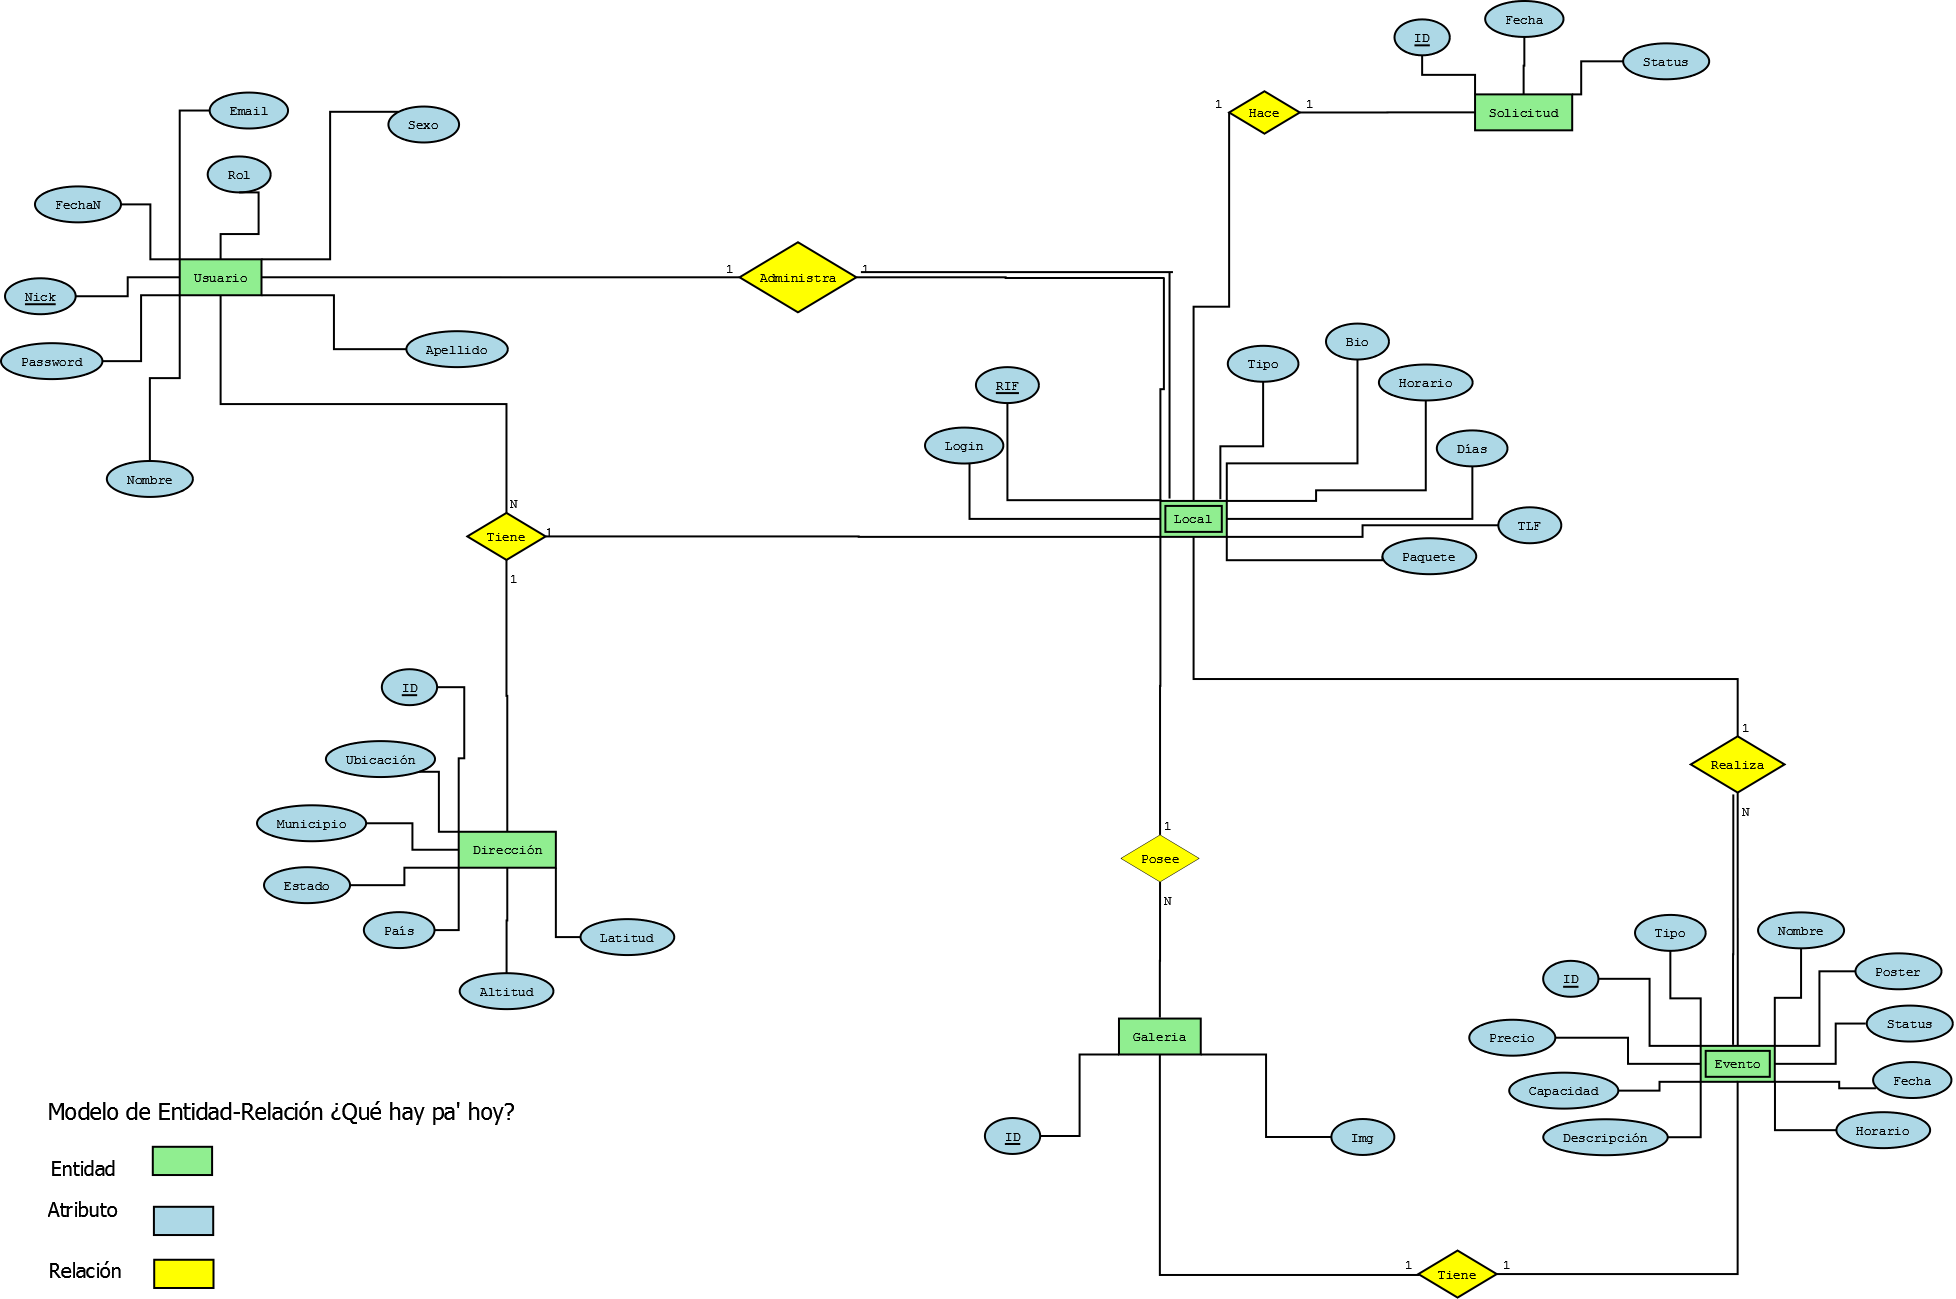 Fecha
ID
Status
1 Hace 1
Solicitud
Email
Sexo
Rol
FechaN
Usuario
1 Administra 1
Nick
Password
Apellido
Nombre
Bio
Tipo
RIF
Horario
Login
Días
Local
TLF
Paquete
N
Tiene 1
1
ID
Ubicación
Municipio
Dirección
Estado
País
Latitud
Altitud
1
Realiza
N
1
Posee
N
Tipo
Nombre
ID
Poster
Status
Precio
Evento
Fecha
Capacidad
Descripción
Horario
Galeria
ID
Img
1 Tiene 1
Modelo de Entidad-Relación ¿Qué hay pa' hoy?
Entidad
Atributo
Relación